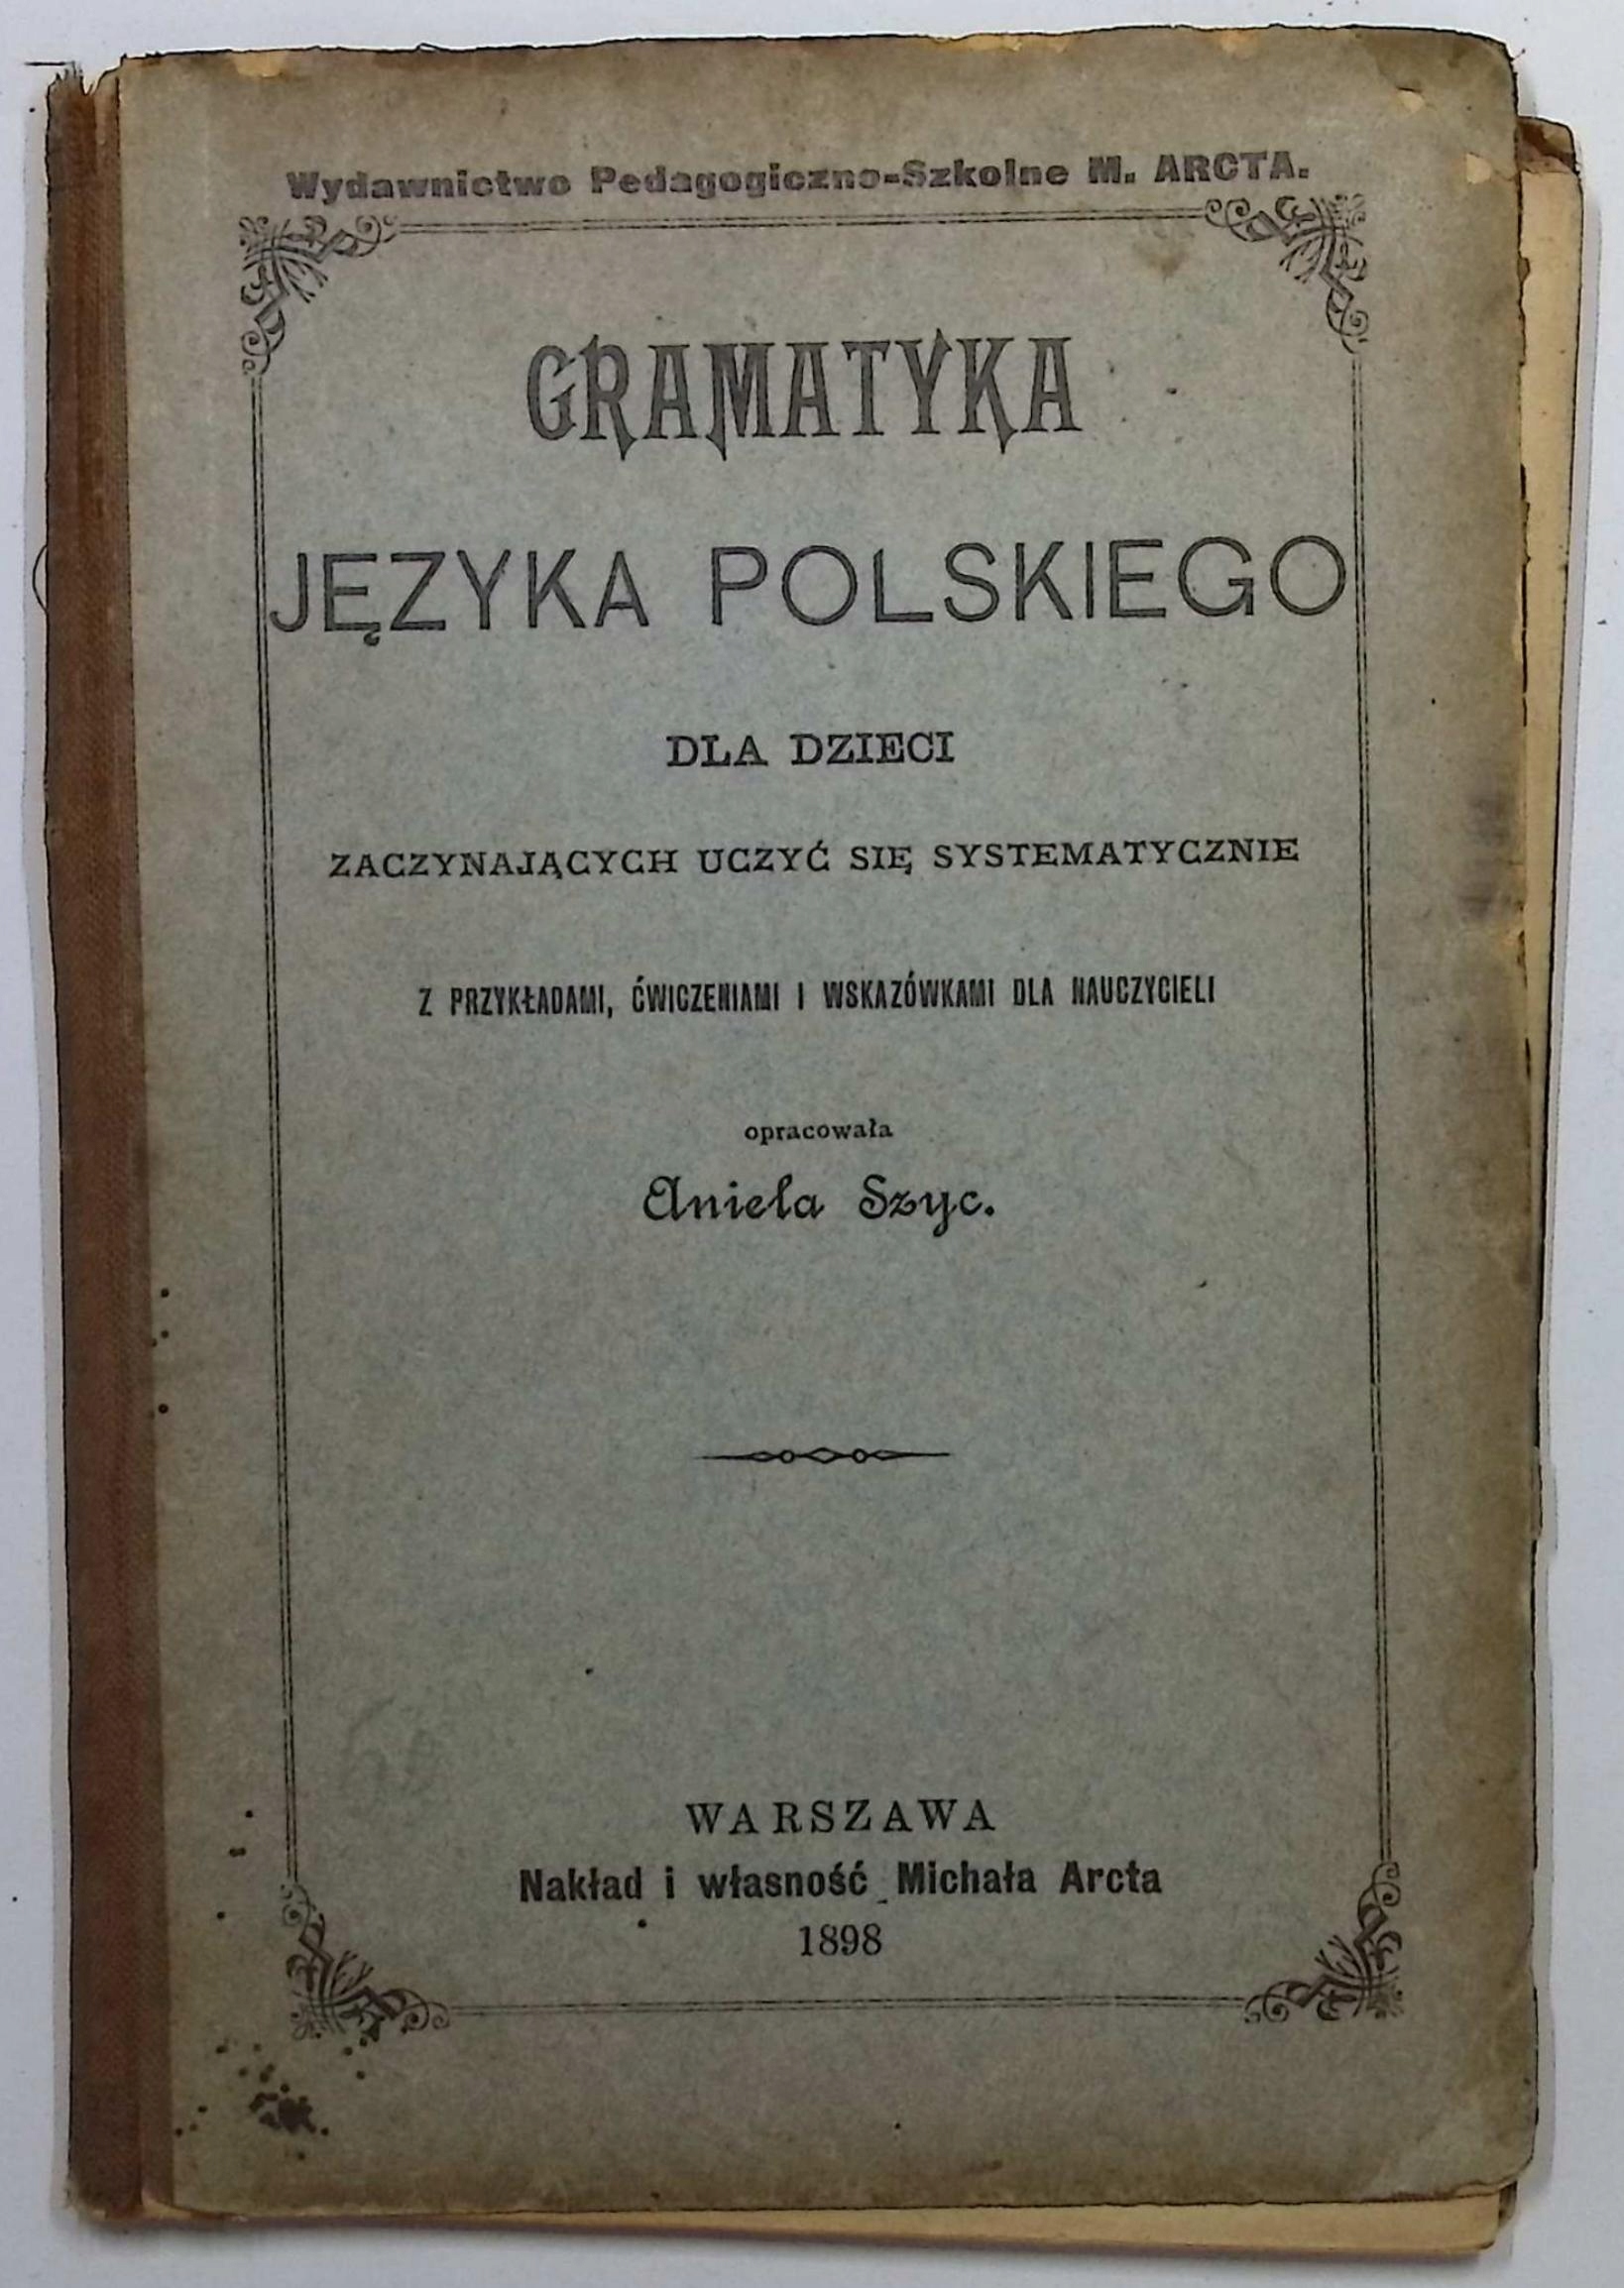 Wydawnictwo Pedagogiczno-Szkolne M. ARCTA.
GRAMATYKA
JĘZYKA POLSKIEGO
DLA DZIECI
ZACZYNAJĄCYCH UCZYĆ SIĘ SYSTEMATYCZNIE
Z PRZYKŁADAMI, ĆWICZENIAMI I WSKAZÓWKAMI DLA NAUCZYCIELI
opracowała
Aniela Szyc.
WARSZAWA
Nakład i własność Michała Arcta
1898